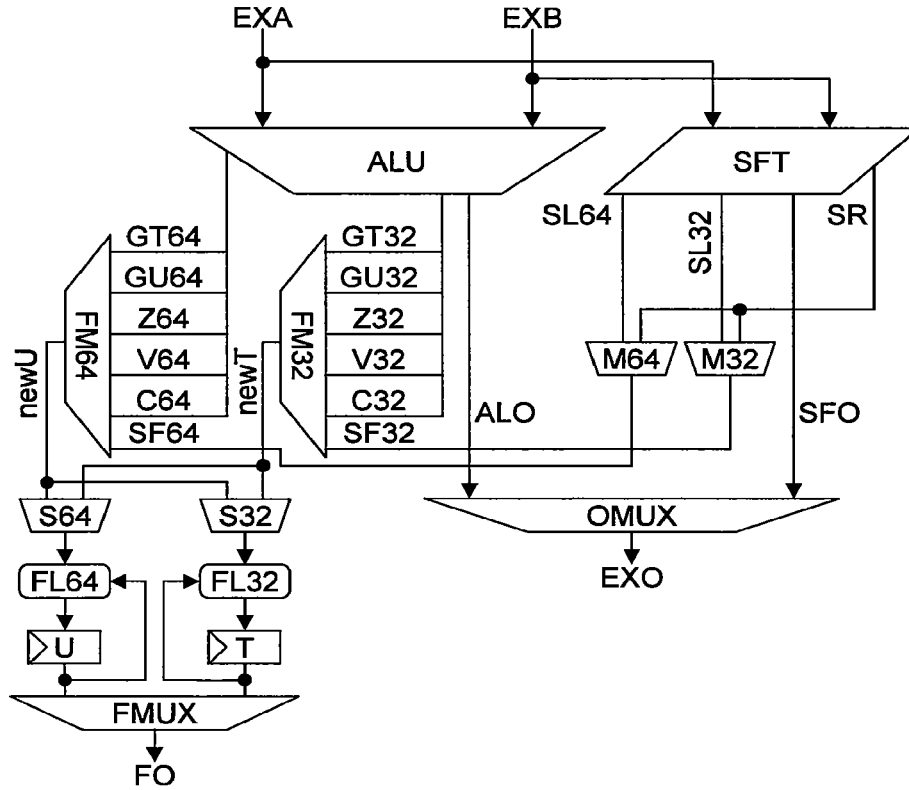 EXA
EXB
ALU
SFT
SL64
SL32
SR
GT64
GU64
Z64
V64
C64
SF64
FM64
newU
GT32
GU32
Z32
V32
C32
SF32
FM32
newT
M64
M32
ALO
SFO
S64
S32
OMUX
EXO
FL64
FL32
U
T
FMUX
FO